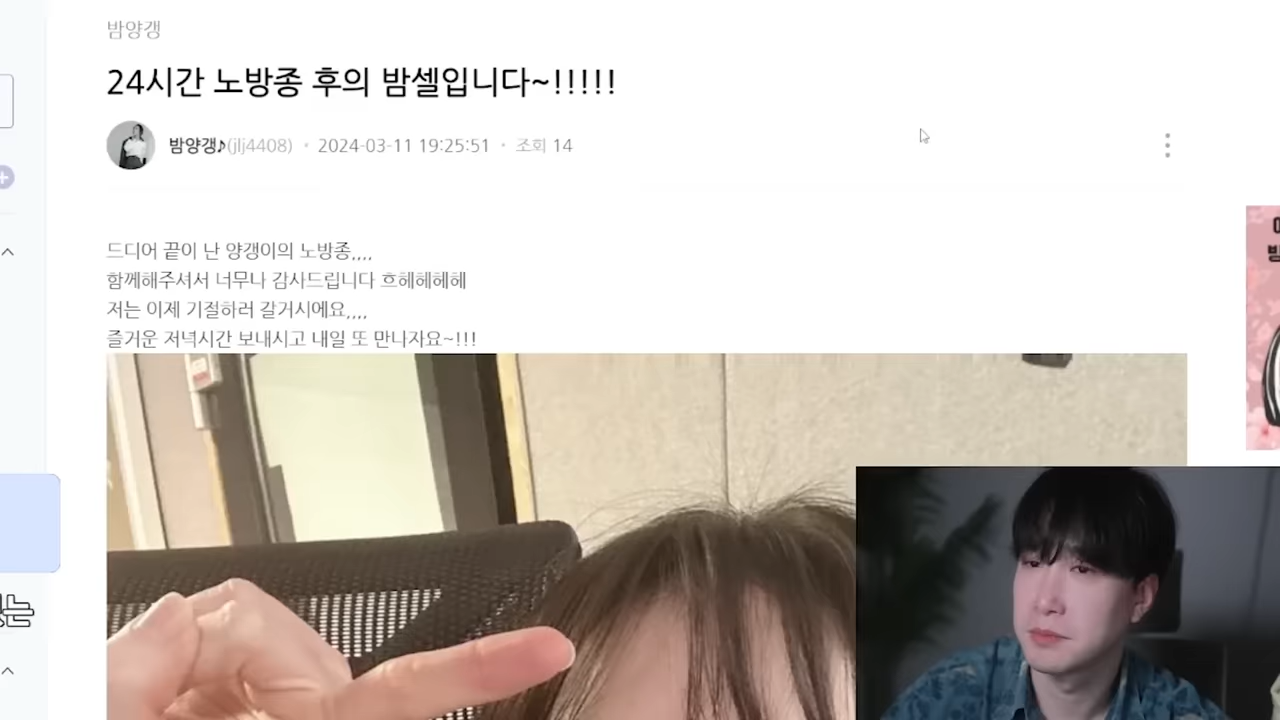 밤양갱
24시간 노방종 후의 밤셀입니다~!!!!!
밤양갱♪(jlj4408) • 2024-03-11 19:25:51 • 조회 14
드디어 끝이 난 양갱이의 노방종,,,,
함께해주셔서 너무나 감사드립니다 흐헤헤헤헤
저는 이제 기절하러 갈거시에요,,,,
즐거운 저녁시간 보내시고 내일 또 만나자요~!!!
는